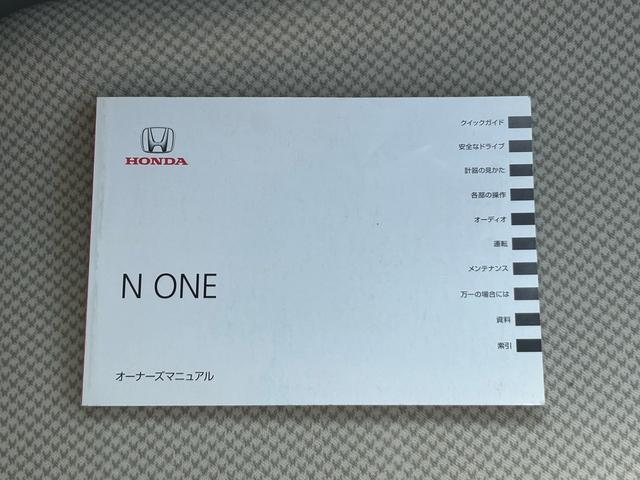 HONDA
N ONE
オーナーズマニュアル
クイックガイド
安全なドライブ
計器の見かた
各部の操作
オーディオ
運転
メンテナンス
万一の場合には
資料
索引